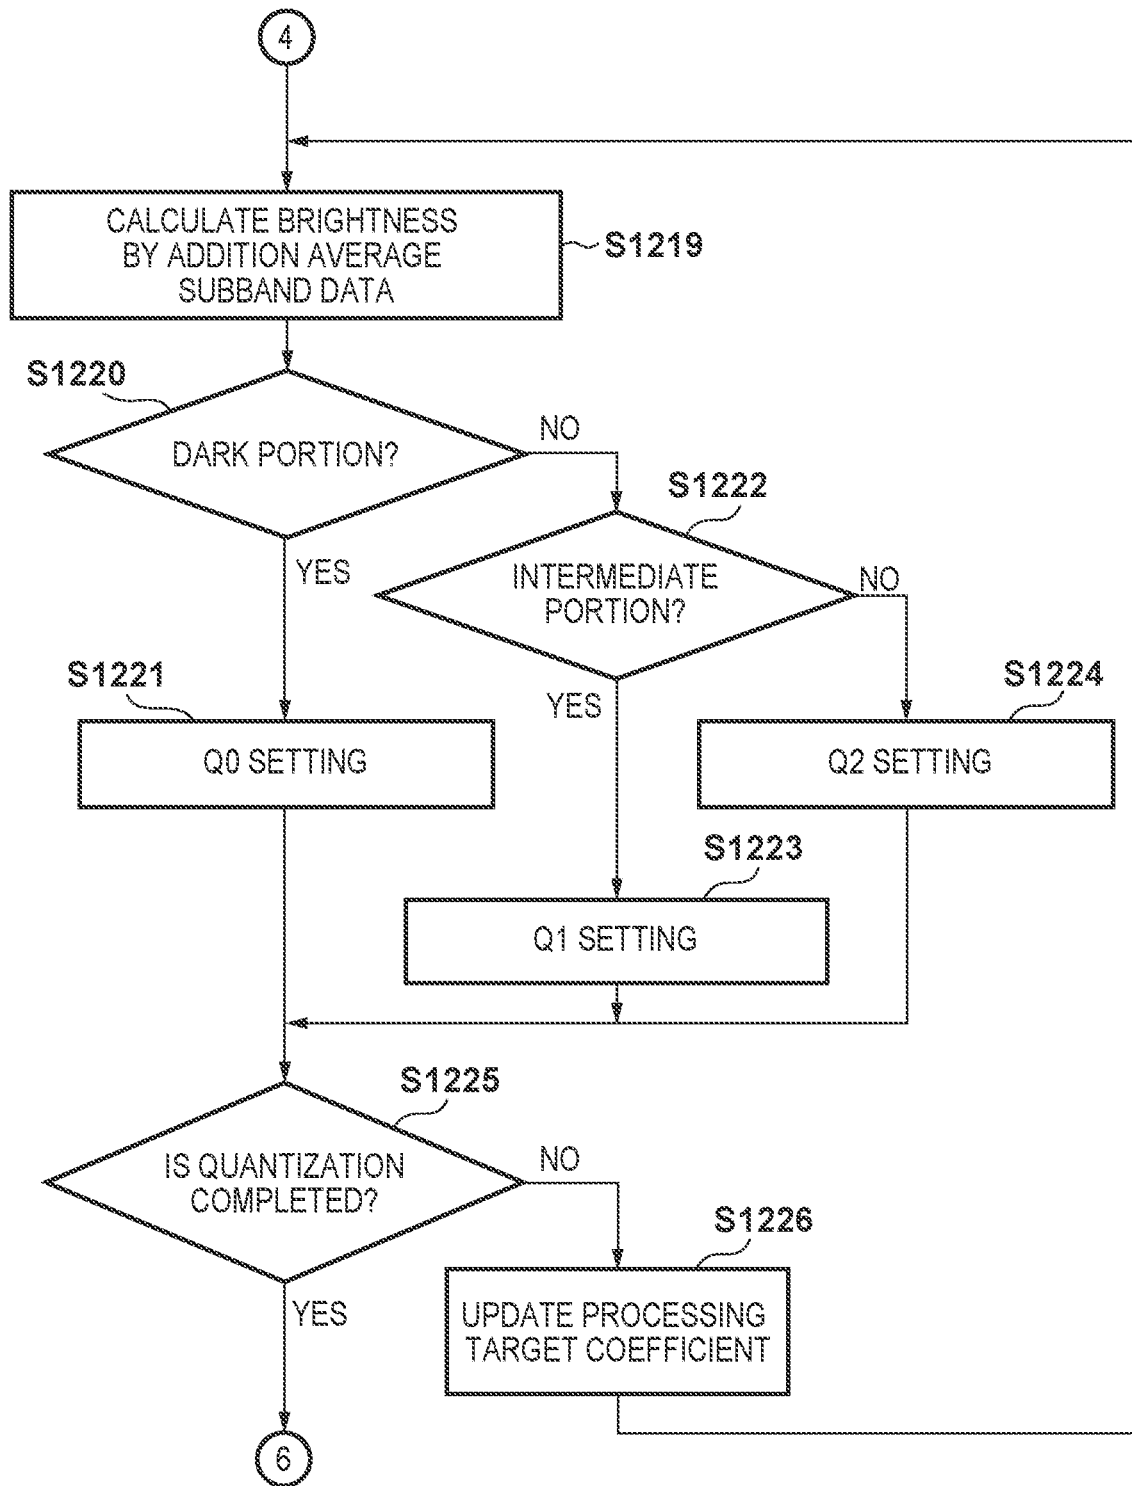 4
CALCULATE BRIGHTNESS
BY ADDITION AVERAGE
SUBBAND DATA
S1219
S1220
DARK PORTION?
NO
YES
S1222
INTERMEDIATE
PORTION?
NO
YES
S1221
Q0 SETTING
S1224
Q2 SETTING
S1223
Q1 SETTING
S1225
IS QUANTIZATION
COMPLETED?
NO
YES
S1226
UPDATE PROCESSING
TARGET COEFFICIENT
6